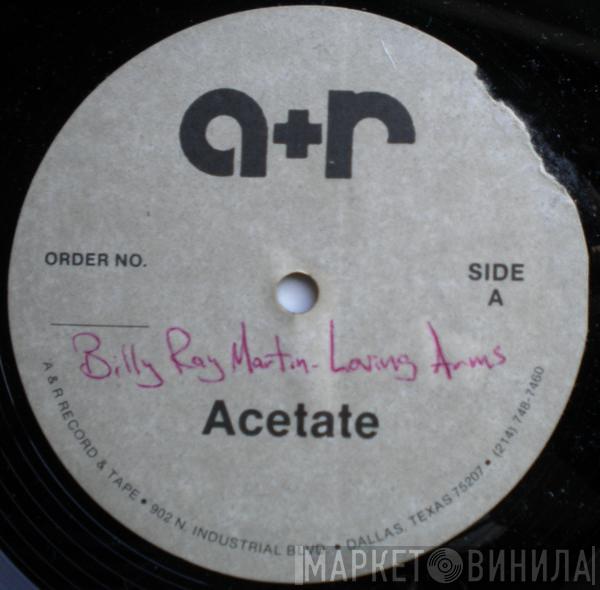 a+r
ORDER NO.
SIDE
A
Billy Ray Martin - Loving Arms
Acetate
A & R RECORD & TAPE • 902 N. INDUSTRIAL BLVD. • DALLAS, TEXAS 75207 • (214) 748-7460
МАРКЕТ ВИНИЛА